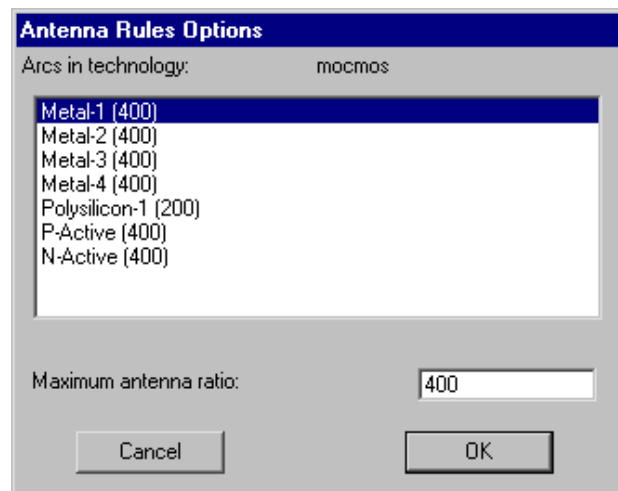 Antenna Rules Options
Arcs in technology: mocmos
Metal-1 (400)
Metal-2 (400)
Metal-3 (400)
Metal-4 (400)
Polysilicon-1 (200)
P-Active (400)
N-Active (400)
Maximum antenna ratio: 400
Cancel OK